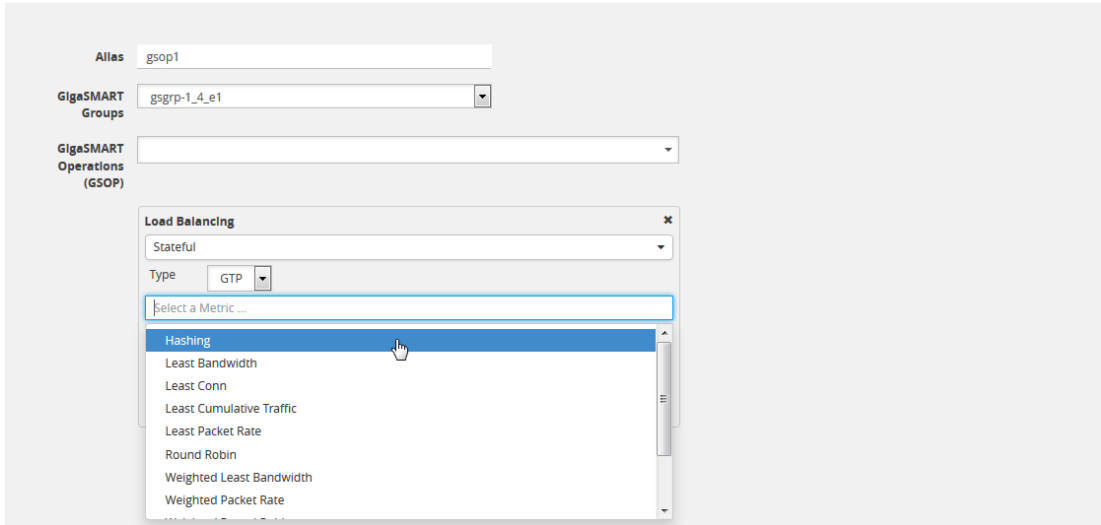 Alias gsop1
GigaSMART gsgrp-1_4_e1
Groups
GigaSMART
Operations
(GSOP)
Load Balancing
Stateful
Type GTP
Select a Metric ...
Hashing
Least Bandwidth
Least Conn
Least Cumulative Traffic
Least Packet Rate
Round Robin
Weighted Least Bandwidth
Weighted Packet Rate